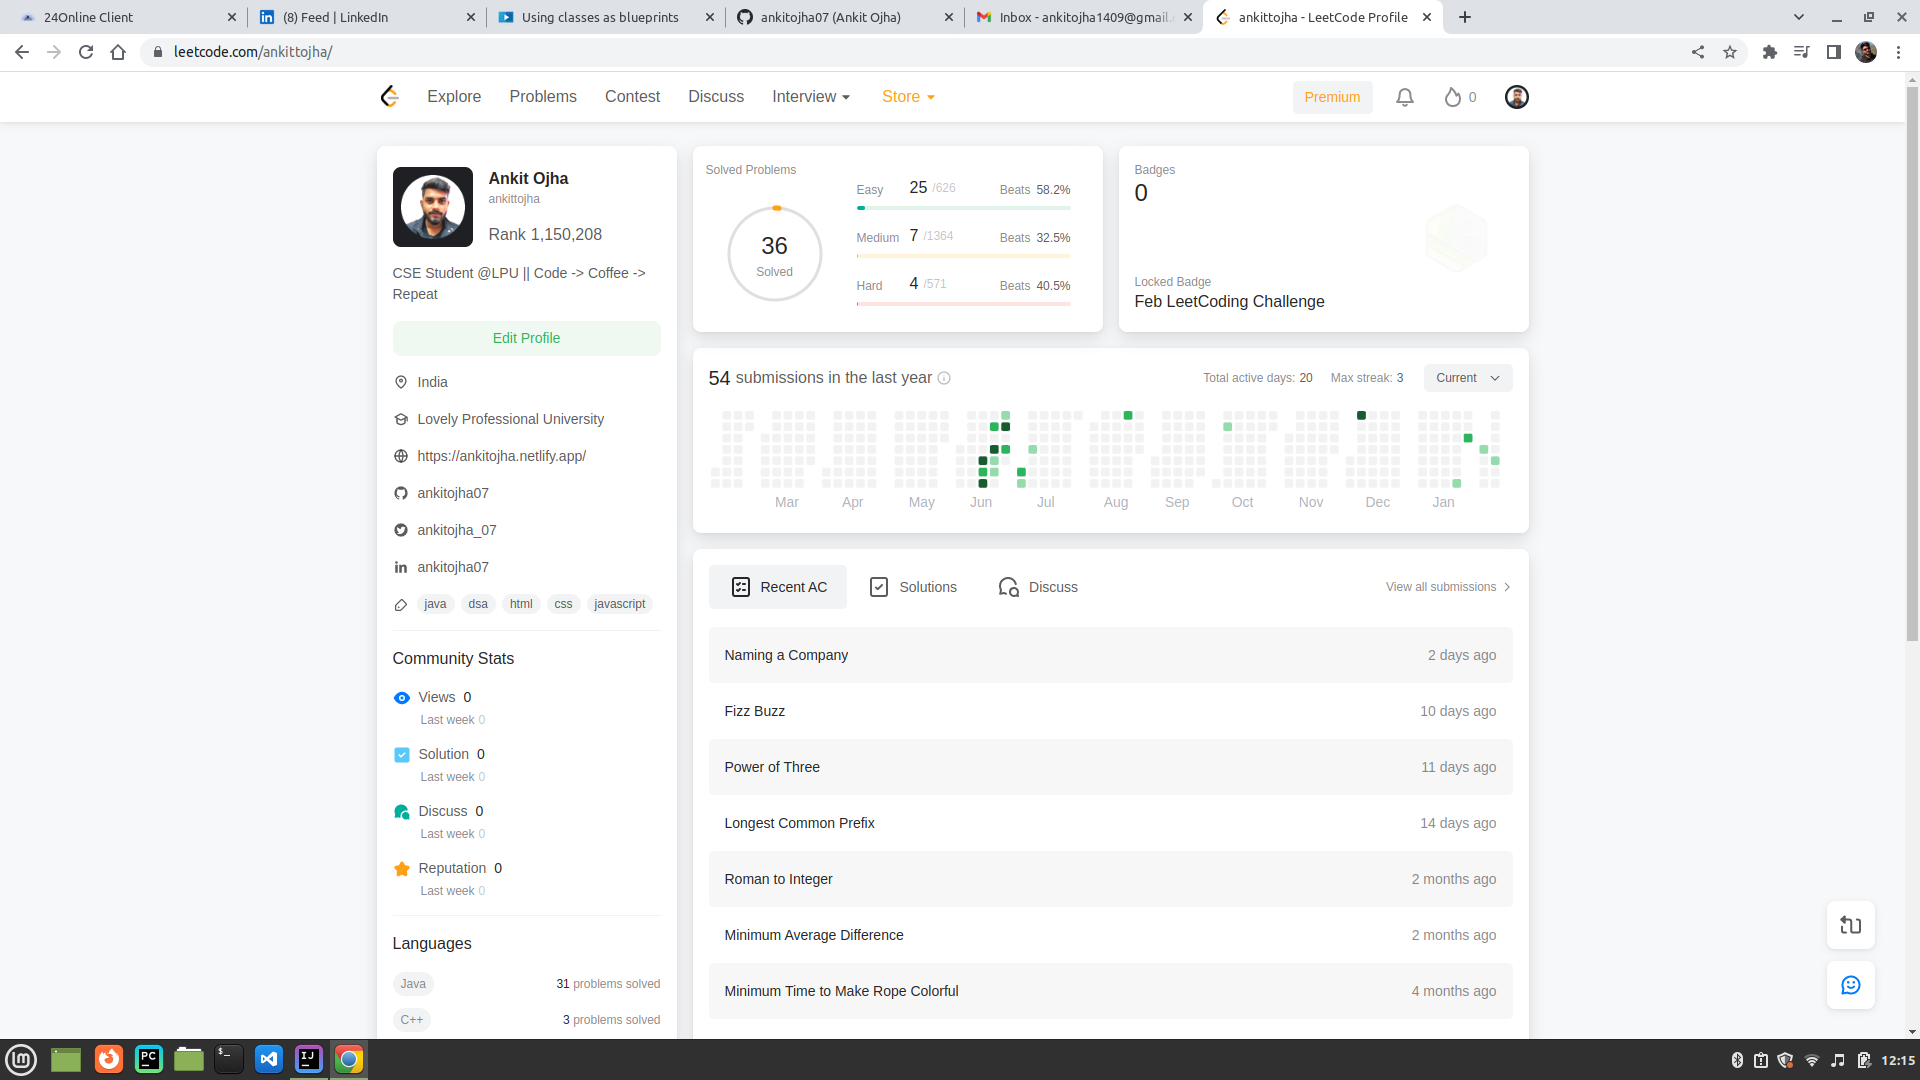 24Online Client
(8) Feed | LinkedIn
Using classes as blueprints
ankitojha07 (Ankit Ojha)
Inbox - ankitojha1409@gmail.
ankittojha - LeetCode Profile
leetcode.com/ankittojha/
Explore Problems Contest Discuss Interview Store Premium 0
Ankit Ojha
ankittojha
Rank 1,150,208
CSE Student @LPU || Code -> Coffee ->
Repeat
Edit Profile
India
Lovely Professional University
https://ankitojha.netlify.app/
ankitojha07
ankitojha_07
ankitojha07
java dsa html css javascript
Community Stats
Views 0
Last week 0
Solution 0
Last week 0
Discuss 0
Last week 0
Reputation 0
Last week 0
Languages
Java 31 problems solved
C++ 3 problems solved
Solved Problems
36
Solved
Easy 25 /626 Beats 58.2%
Medium 7 /1364 Beats 32.5%
Hard 4 /571 Beats 40.5%
Badges
0
Locked Badge
Feb LeetCoding Challenge
54 submissions in the last year Total active days: 20 Max streak: 3 Current
Mar Apr May Jun Jul Aug Sep Oct Nov Dec Jan
Recent AC Solutions Discuss View all submissions
Naming a Company 2 days ago
Fizz Buzz 10 days ago
Power of Three 11 days ago
Longest Common Prefix 14 days ago
Roman to Integer 2 months ago
Minimum Average Difference 2 months ago
Minimum Time to Make Rope Colorful 4 months ago
PC
$_
IJ
12:15